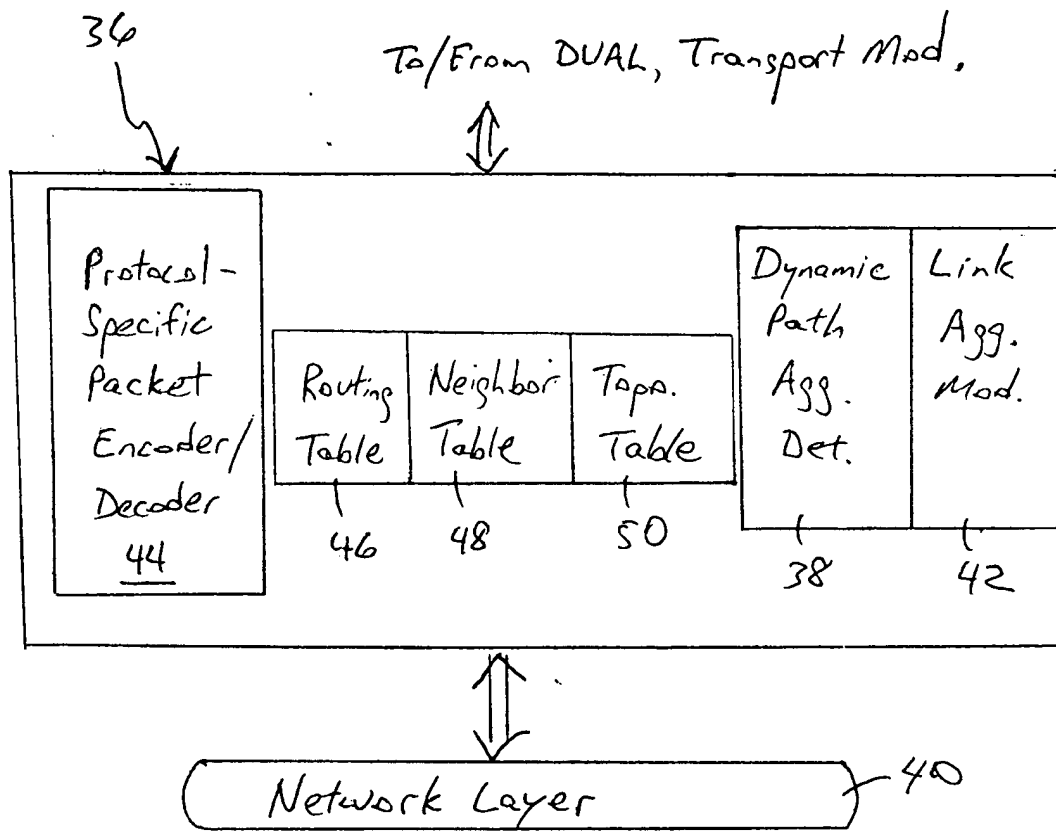 36
To/From DUAL, Transport Mod.
Protocol-
Specific
Packet
Encoder/
Decoder
44
Routing
Table
46
Neighbor
Table
48
Topo.
Table
50
Dynamic
Path
Agg.
Det.
38
Link
Agg.
Mod.
42
Network Layer
40